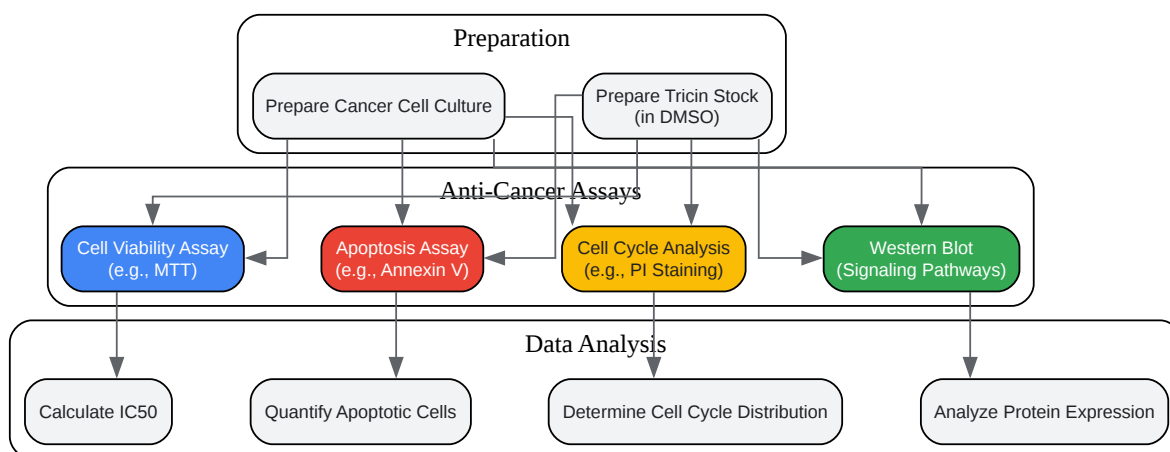 Preparation
Prepare Cancer Cell Culture
Prepare Tricin Stock
(in DMSO)
Anti-Cancer Assays
Cell Viability Assay
(e.g., MTT)
Apoptosis Assay
(e.g., Annexin V)
Cell Cycle Analysis
(e.g., PI Staining)
Western Blot
(Signaling Pathways)
Data Analysis
Calculate IC50
Quantify Apoptotic Cells
Determine Cell Cycle Distribution
Analyze Protein Expression